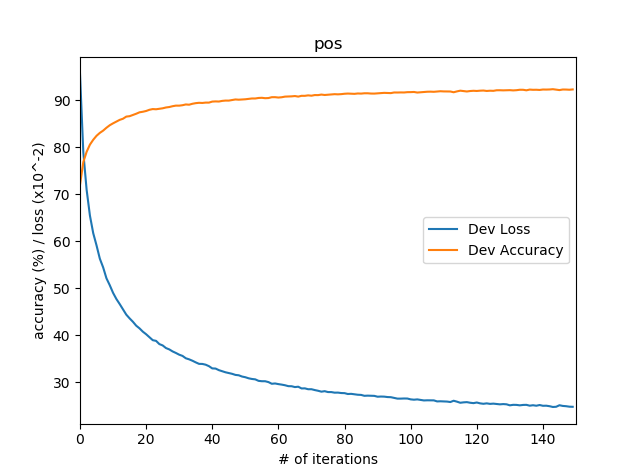 pos
accuracy (%) / loss (x10^-2)
90
80
70
60
50
40
30
Dev Loss
Dev Accuracy
0 20 40 60 80 100 120 140
# of iterations